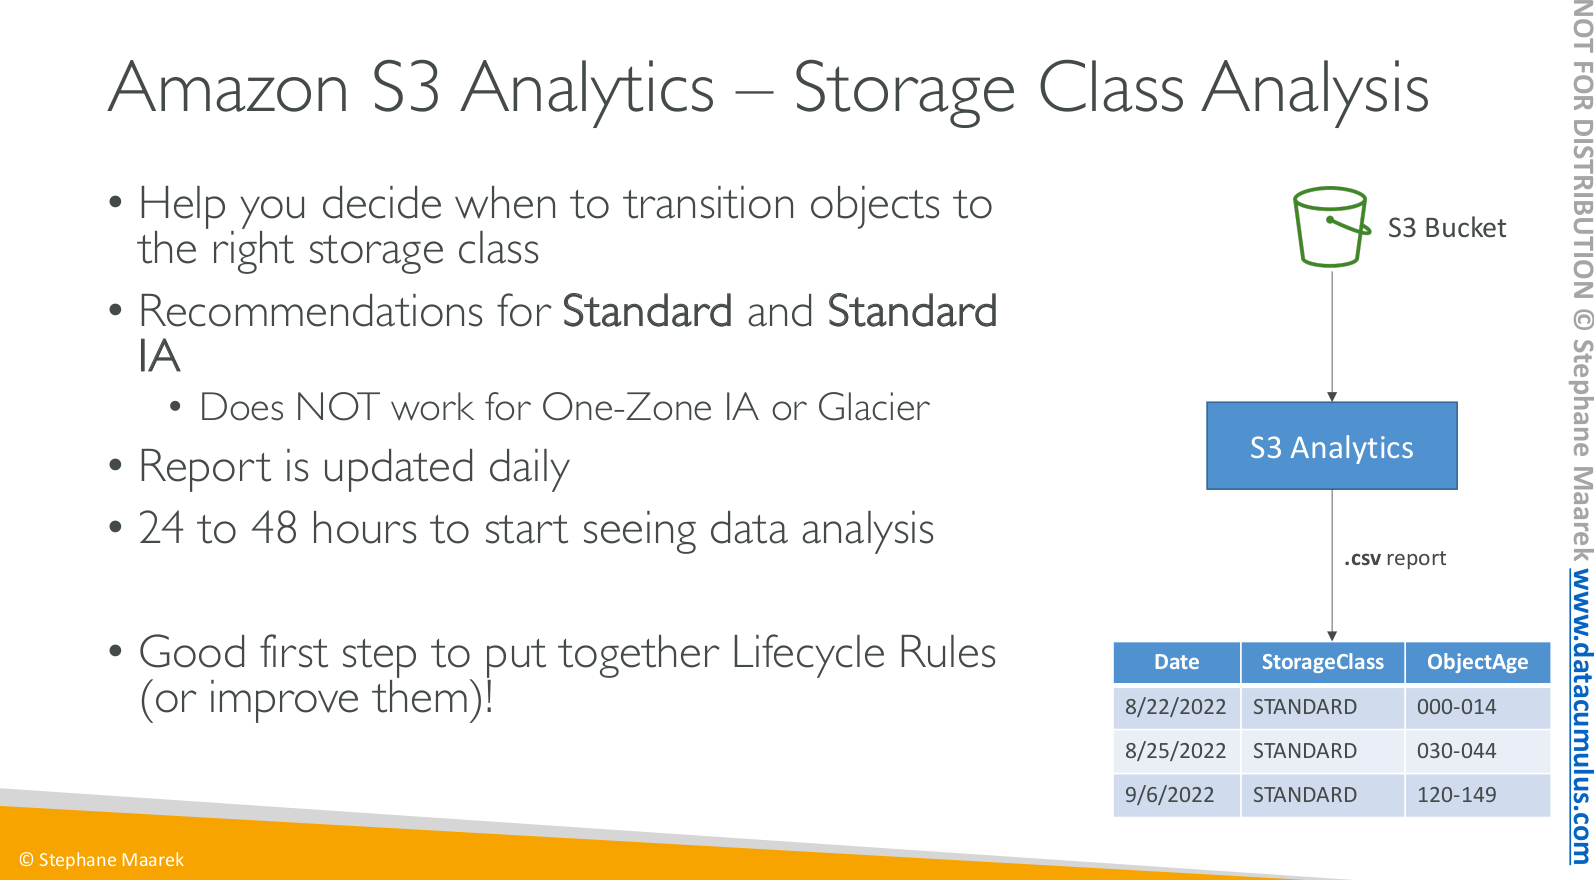 Amazon S3 Analytics – Storage Class Analysis
• Help you decide when to transition objects to
the right storage class
• Recommendations for Standard and Standard
IA
• Does NOT work for One-Zone IA or Glacier
• Report is updated daily
• 24 to 48 hours to start seeing data analysis
• Good first step to put together Lifecycle Rules
(or improve them)!
S3 Bucket
S3 Analytics
.csv report
Date StorageClass ObjectAge
8/22/2022 STANDARD 000-014
8/25/2022 STANDARD 030-044
9/6/2022 STANDARD 120-149
© Stephane Maarek
NOT FOR DISTRIBUTION © Stephane Maarek www.datacumulus.com